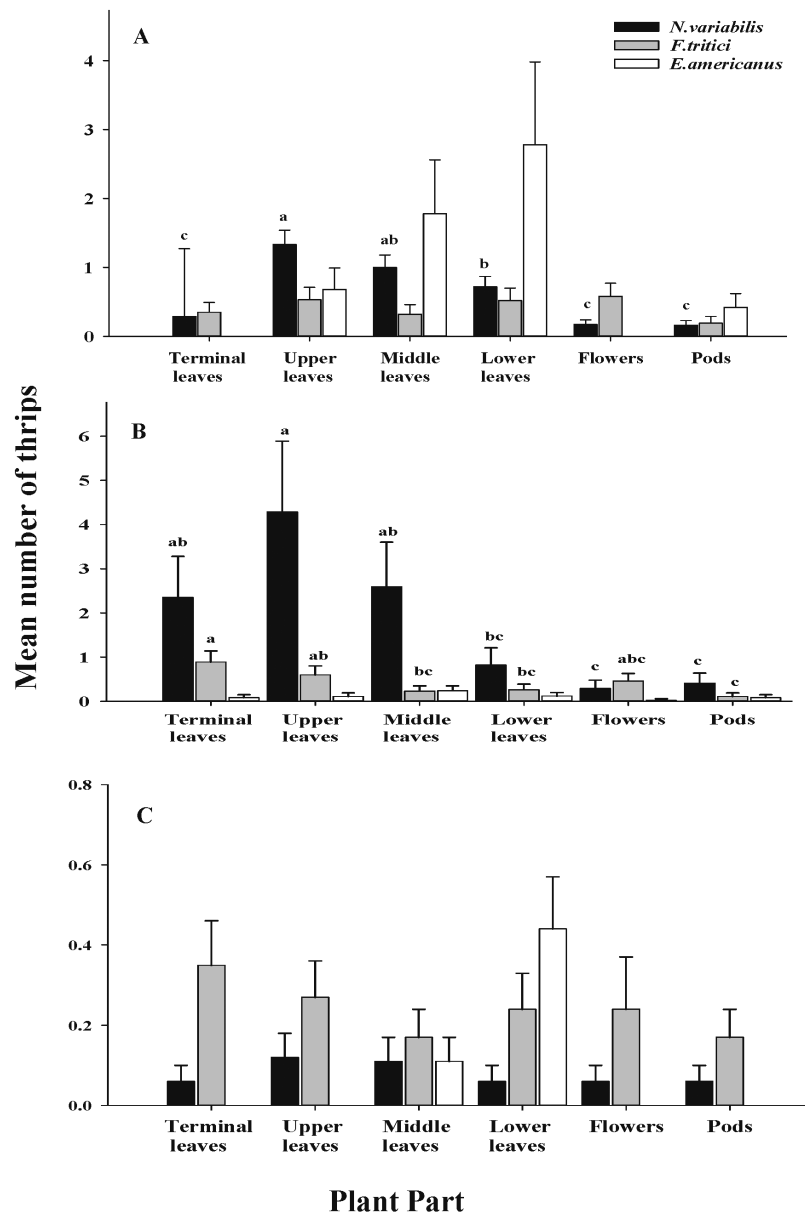 A
N.variabilis
F.tritici
E.americanus
4
3
2
1
0
c
a
ab
b
c
c
Terminal leaves
Upper leaves
Middle leaves
Lower leaves
Flowers
Pods
Mean number of thrips
B
6
5
4
3
2
1
0
ab
a
a
ab
ab
bc
bc
bc
c
abc
c
c
Terminal leaves
Upper leaves
Middle leaves
Lower leaves
Flowers
Pods
C
0.8
0.6
0.4
0.2
0.0
Terminal leaves
Upper leaves
Middle leaves
Lower leaves
Flowers
Pods
Plant Part